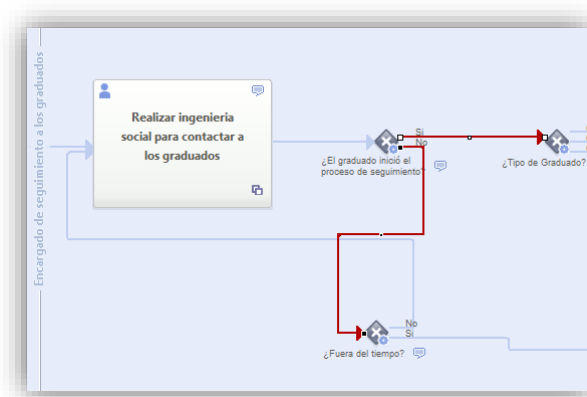 Encargado de seguimiento a los graduados
Realizar ingenieria
social para contactar a
los graduados
Si
No
¿El graduado inició el
proceso de seguimiento?
¿Tipo de Graduado?
No
Si
¿Fuera del tiempo?